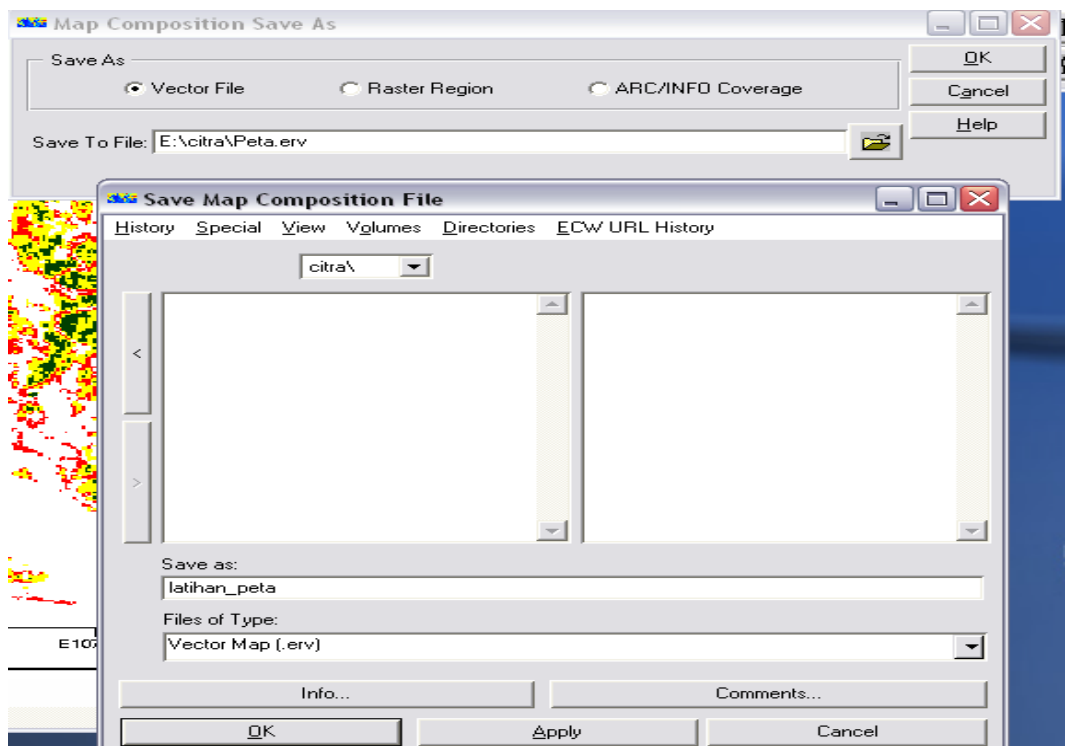 Map Composition Save As
Save As
Vector File Raster Region ARC/INFO Coverage
OK
Cancel
Help
Save To File: E:\citra\Peta.erv
Save Map Composition File
History Special View Volumes Directories ECW URL History
citra\
<
>
Save as:
latihan_peta
Files of Type:
Vector Map (.erv)
Info... Comments...
OK Apply Cancel
E107